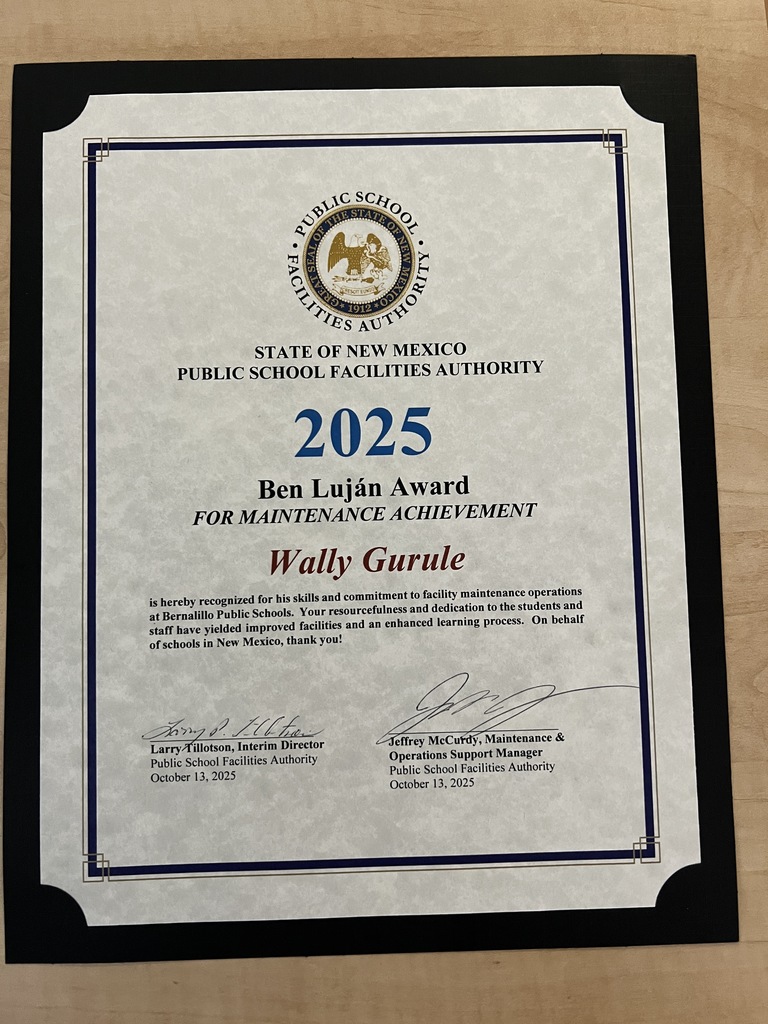 • PUBLIC SCHOOL •
FACILITIES AUTHORITY
GREAT SEAL OF THE STATE OF NEW MEXICO
★ 1912 ★
STATE OF NEW MEXICO
PUBLIC SCHOOL FACILITIES AUTHORITY
2025
Ben Luján Award
FOR MAINTENANCE ACHIEVEMENT
Wally Gurule
is hereby recognized for his skills and commitment to facility maintenance operations
at Bernalillo Public Schools. Your resourcefulness and dedication to the students and
staff have yielded improved facilities and an enhanced learning process. On behalf
of schools in New Mexico, thank you!
Larry P. Tillotson
Larry Tillotson, Interim Director
Public School Facilities Authority
October 13, 2025
Jeffrey McCurdy, Maintenance &
Operations Support Manager
Public School Facilities Authority
October 13, 2025